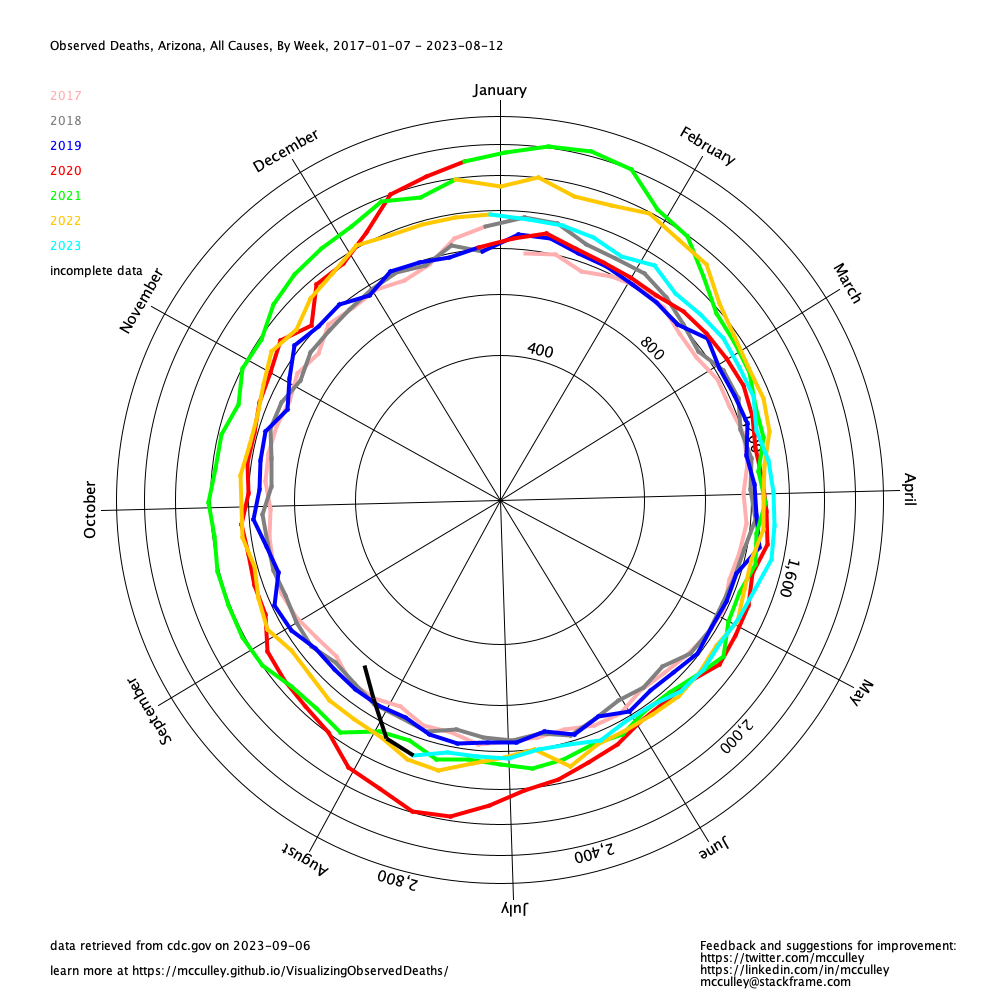 Observed Deaths, Arizona, All Causes, By Week, 2017-01-07 - 2023-08-12
January
2017
2018
2019
2020
2021
2022
2023
incomplete data
December
February
November
March
400
800
October
April
1,600
September
May
2,000
August
June
2,400
2,800
July
data retrieved from cdc.gov on 2023-09-06
learn more at https://mcculley.github.io/VisualizingObservedDeaths/
Feedback and suggestions for improvement:
https://twitter.com/mcculley
https://linkedin.com/in/mcculley
mcculley@stackframe.com